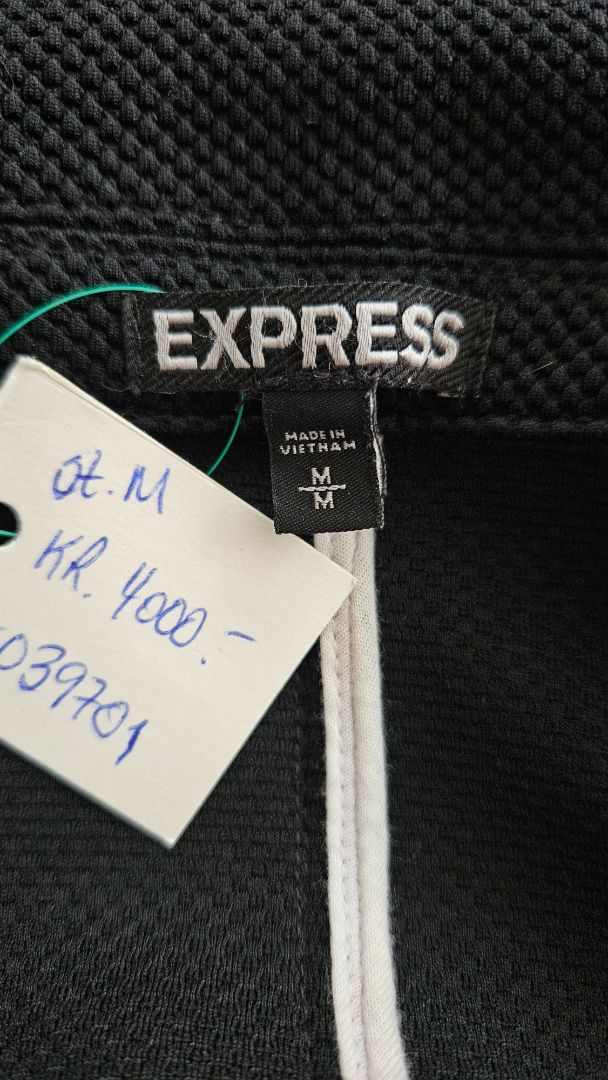 EXPRESS
MADE IN
VIETNAM
M
M
st. M
KR. 4000.-
039701